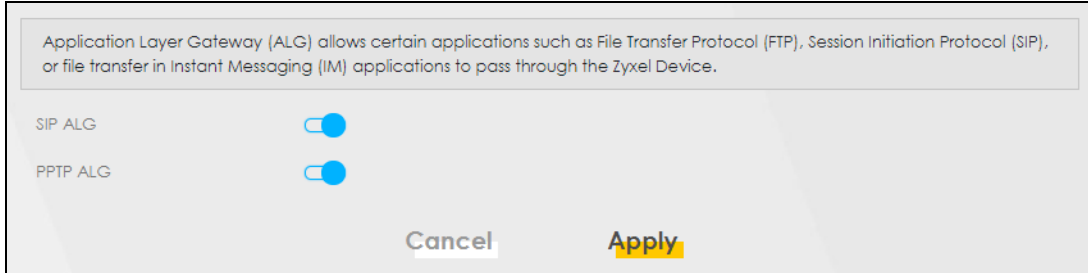 Application Layer Gateway (ALG) allows certain applications such as File Transfer Protocol (FTP), Session Initiation Protocol (SIP),
or file transfer in Instant Messaging (IM) applications to pass through the Zyxel Device.
SIP ALG
PPTP ALG
Cancel Apply